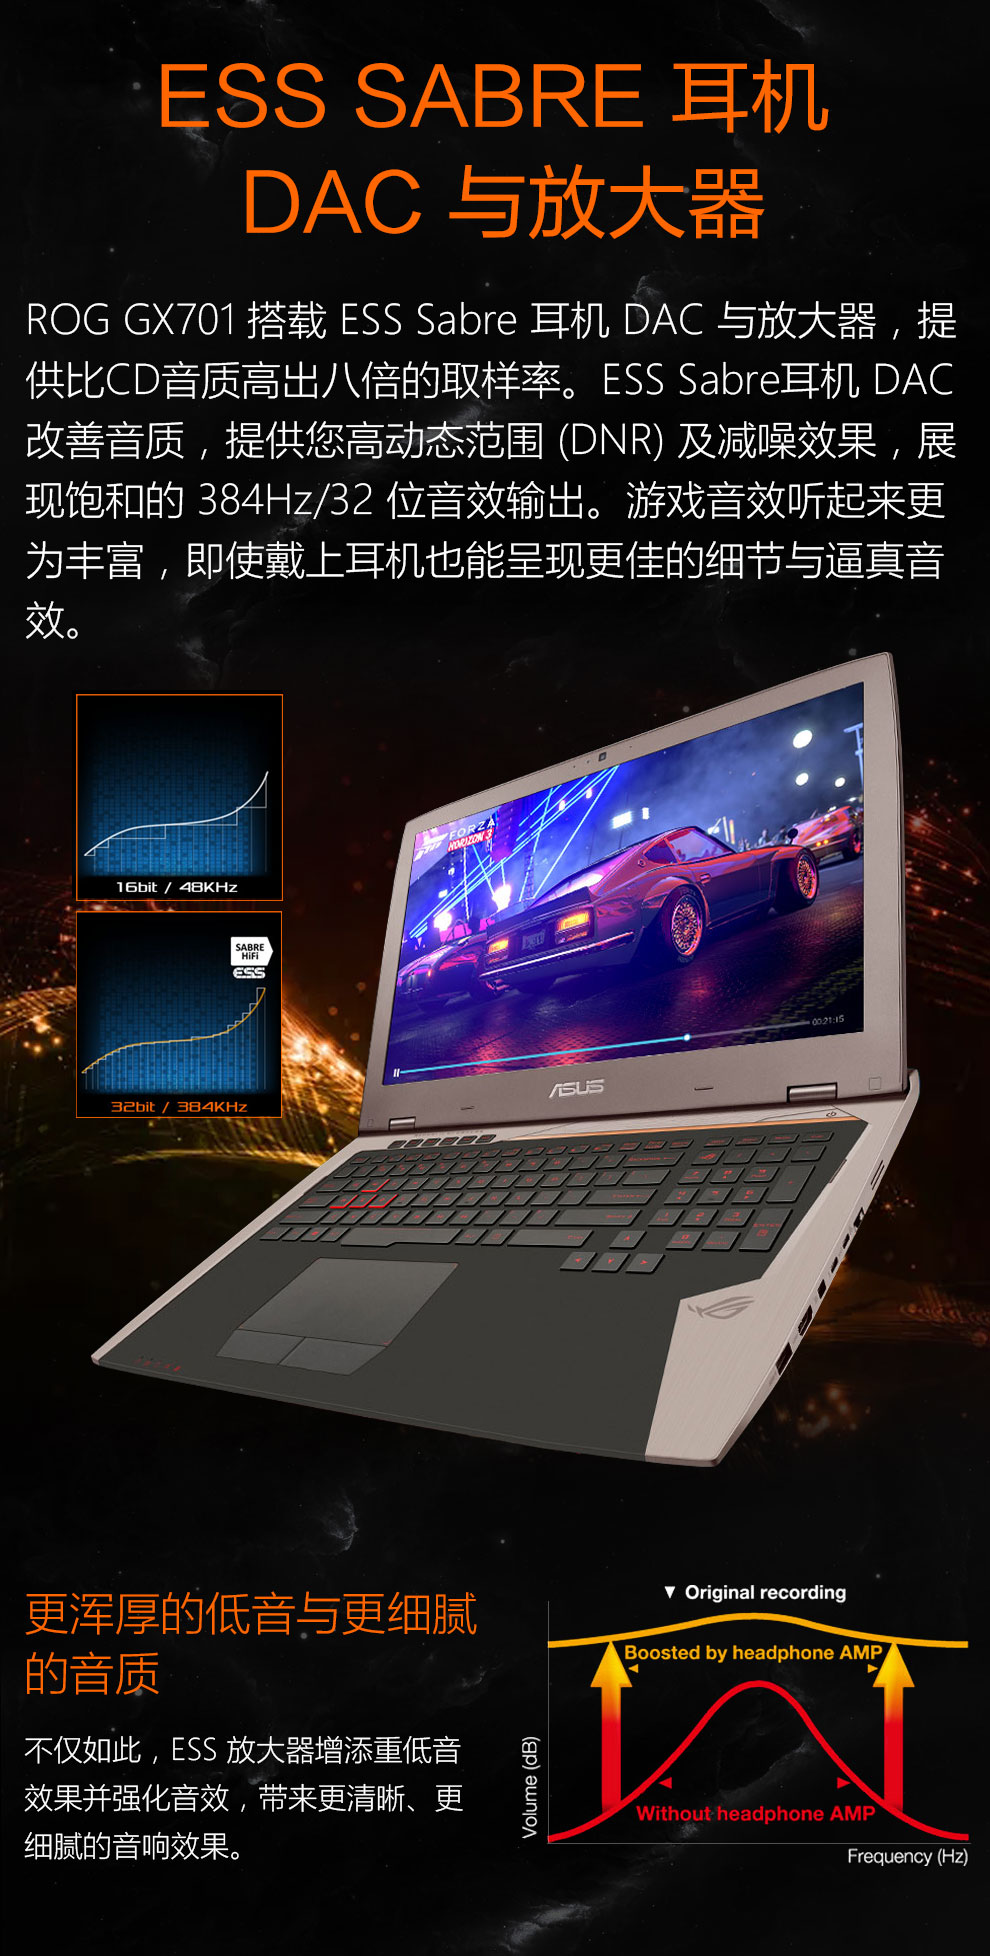 ESS SABRE 耳机
DAC 与放大器
ROG GX701 搭载 ESS Sabre 耳机 DAC 与放大器，提
供比CD音质高出八倍的取样率。ESS Sabre耳机 DAC
改善音质，提供您高动态范围 (DNR) 及减噪效果，展
现饱和的 384Hz/32 位音效输出。游戏音效听起来更
为丰富，即使戴上耳机也能呈现更佳的细节与逼真音
效。
16bit / 48KHz
SABRE
HiFi
ESS
32bit / 384KHz
FORZA
HORIZON 3
00:21:15
ASUS
更浑厚的低音与更细腻
的音质
不仅如此，ESS 放大器增添重低音
效果并强化音效，带来更清晰、更
细腻的音响效果。
▼ Original recording
Boosted by headphone AMP
Without headphone AMP
Volume (dB)
Frequency (Hz)